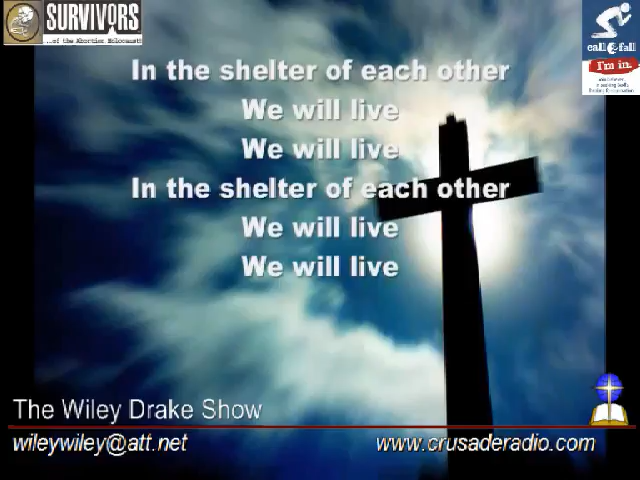 SURVIVORS
...of the Abortion Holocaust
call 2 fall
I'm in.
In the shelter of each other
We will live
We will live
In the shelter of each other
We will live
We will live
The Wiley Drake Show
wileywiley@att.net
www.crusaderadio.com